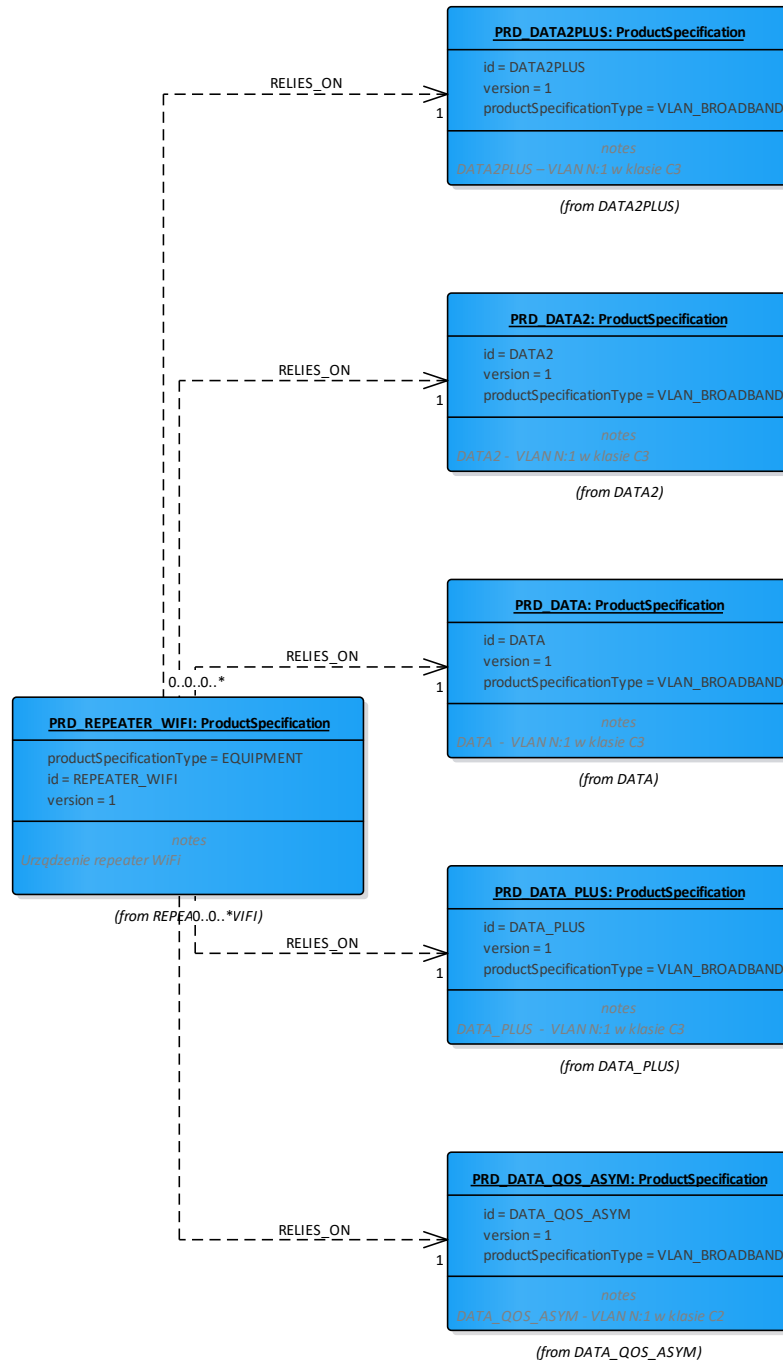 PRD_DATA2PLUS: ProductSpecification
id = DATA2PLUS
version = 1
productSpecificationType = VLAN_BROADBAND
notes
DATA2PLUS – VLAN N:1 w klasie C3
(from DATA2PLUS)
RELIES_ON
1
PRD_DATA2: ProductSpecification
id = DATA2
version = 1
productSpecificationType = VLAN_BROADBAND
notes
DATA2 - VLAN N:1 w klasie C3
(from DATA2)
RELIES_ON
1
PRD_DATA: ProductSpecification
id = DATA
version = 1
productSpecificationType = VLAN_BROADBAND
notes
DATA - VLAN N:1 w klasie C3
(from DATA)
RELIES_ON
1
0..0..0..*
PRD_REPEATER_WIFI: ProductSpecification
productSpecificationType = EQUIPMENT
id = REPEATER_WIFI
version = 1
notes
Urządzenie repeater WiFi
(from REPEA0..0..*VIFI)
PRD_DATA_PLUS: ProductSpecification
id = DATA_PLUS
version = 1
productSpecificationType = VLAN_BROADBAND
notes
DATA_PLUS - VLAN N:1 w klasie C3
(from DATA_PLUS)
RELIES_ON
1
PRD_DATA_QOS_ASYM: ProductSpecification
id = DATA_QOS_ASYM
version = 1
productSpecificationType = VLAN_BROADBAND
notes
DATA_QOS_ASYM - VLAN N:1 w klasie C2
(from DATA_QOS_ASYM)
RELIES_ON
1